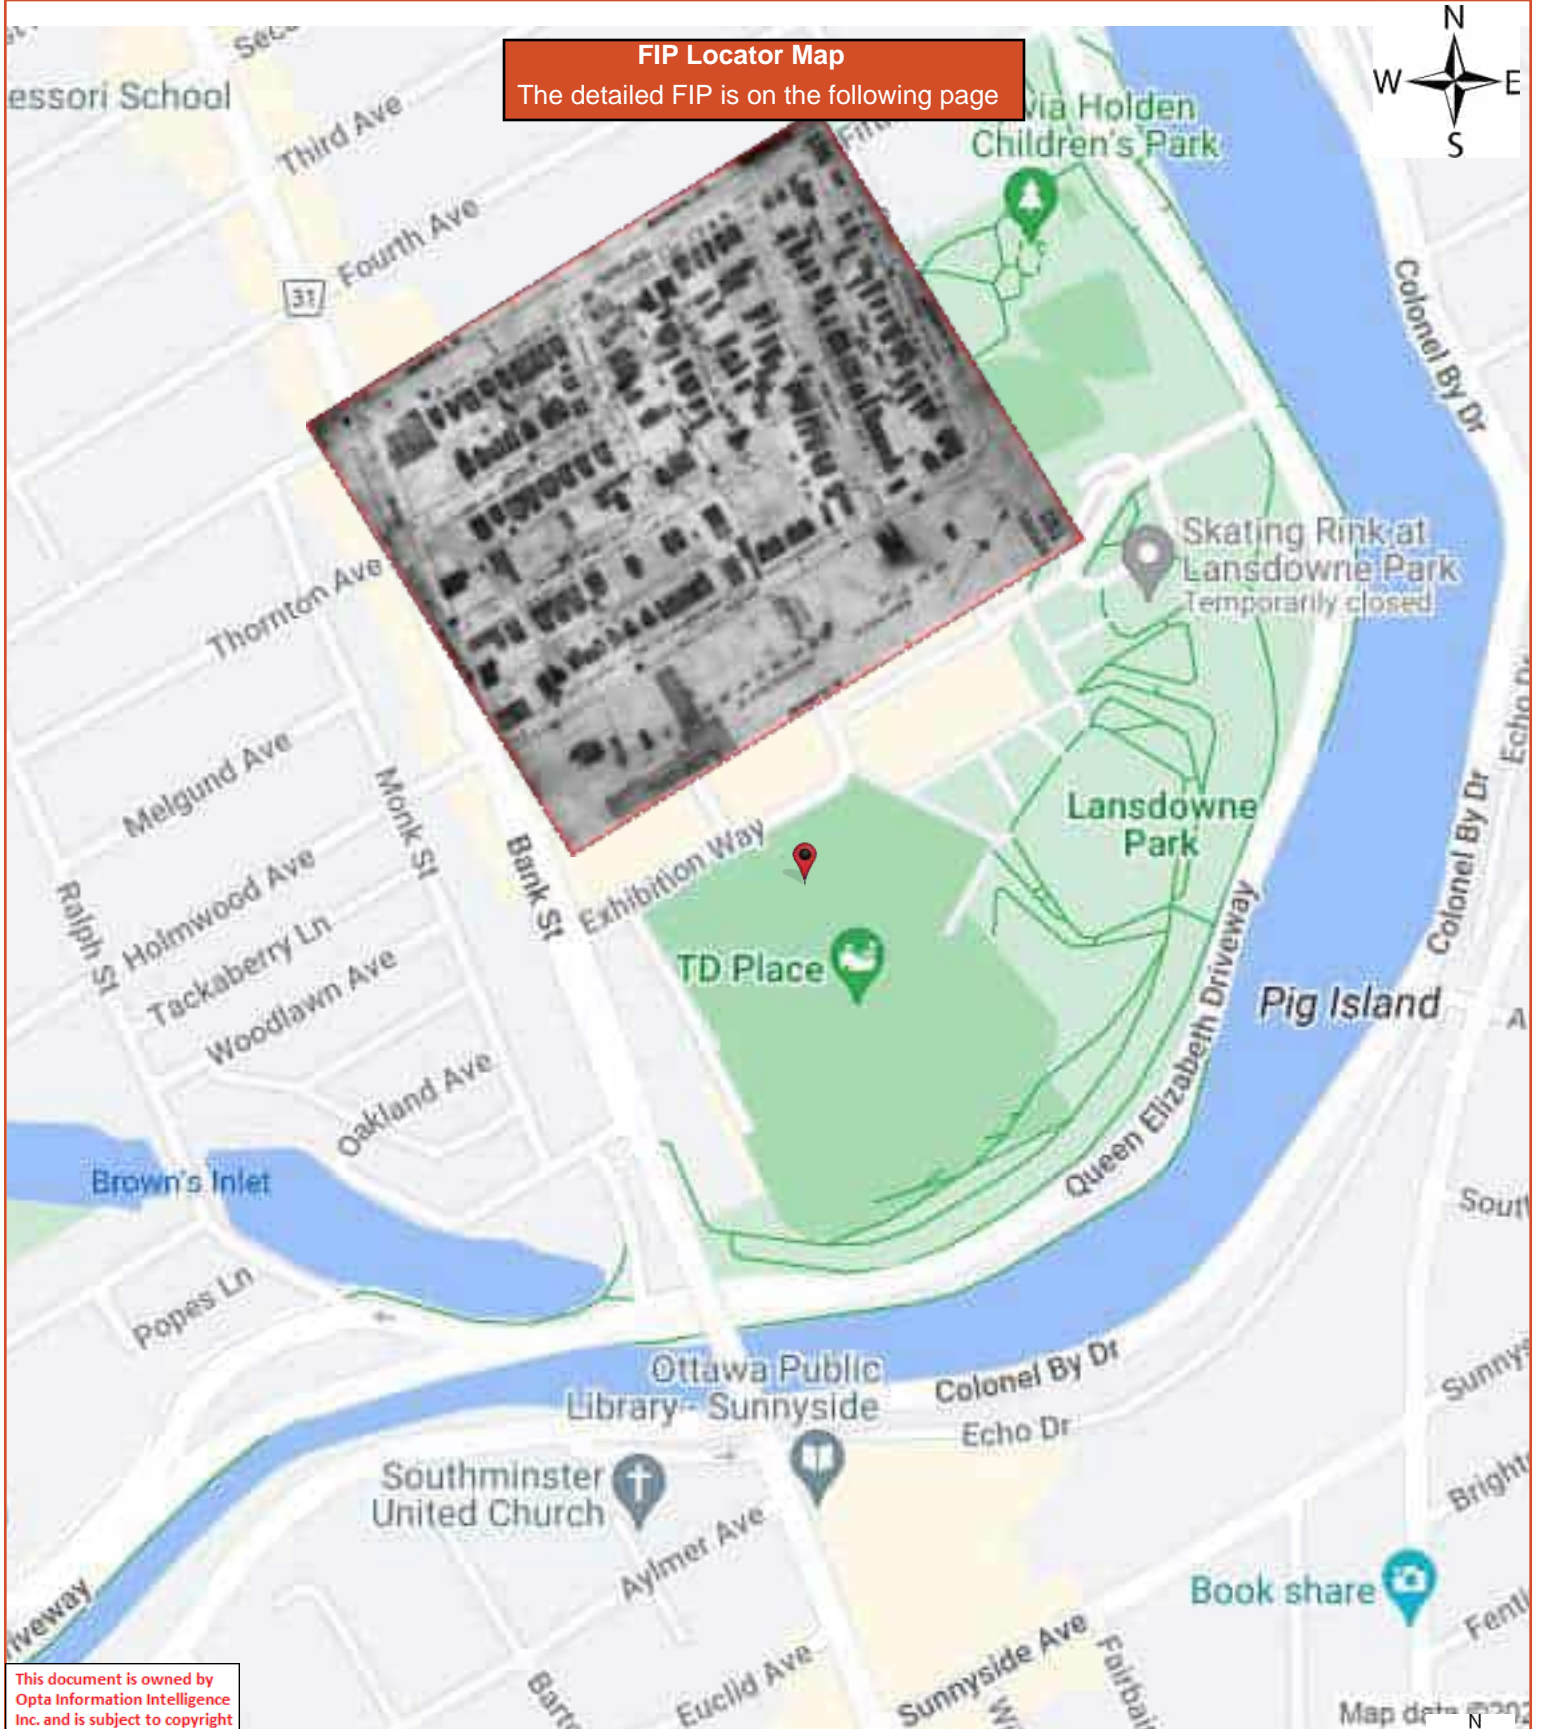 N
W E
S
FIP Locator Map
The detailed FIP is on the following page
essori School
Third Ave
Fourth Ave
31
via Holden
Children's Park
Colonel By Dr
Skating Rink at
Lansdowne Park
Temporarily closed
Thornton Ave
Melgund Ave
Monk St
Holmwood Ave
Ralph St
Tackaberry Ln
Woodlawn Ave
Oakland Ave
Bank St
Exhibition Way
Lansdowne
Park
TD Place
Colonel By Dr
Echo Dr
Queen Elizabeth Driveway
Pig Island
Brown's Inlet
Popes Ln
Ottawa Public
Library - Sunnyside
Colonel By Dr
Echo Dr
Southminster
United Church
Aylmer Ave
Book share
Euclid Ave
Sunnyside Ave
iveway
This document is owned by
Opta Information Intelligence
Inc. and is subject to copyright
Map data
N